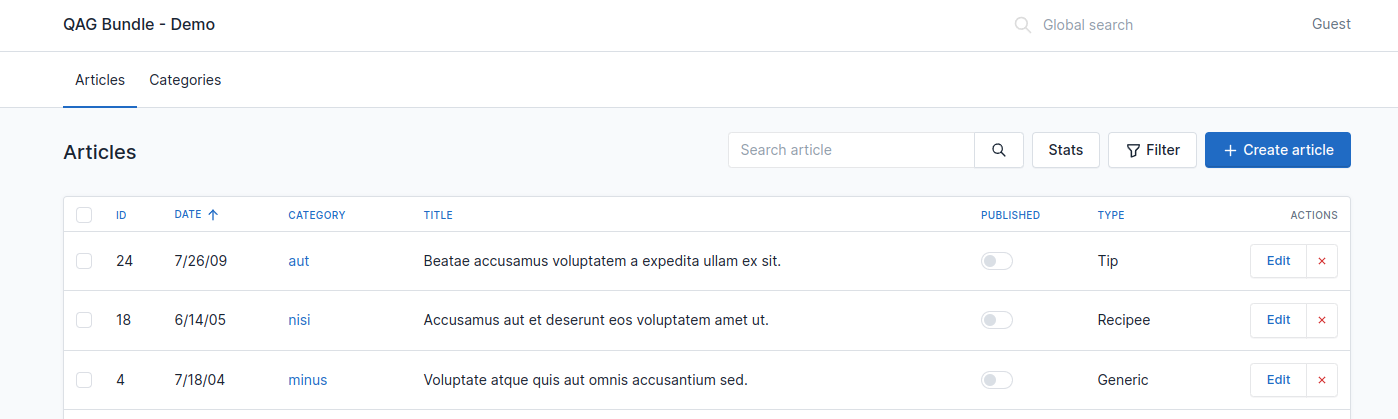 QAG Bundle - Demo Global search Guest
Articles Categories
Articles Search article Stats Filter Create article
ID DATE CATEGORY TITLE PUBLISHED TYPE ACTIONS
24 7/26/09 aut Beatae accusamus voluptatem a expedita ullam ex sit. Tip Edit
18 6/14/05 nisi Accusamus aut et deserunt eos voluptatem amet ut. Recipee Edit
4 7/18/04 minus Voluptate atque quis aut omnis accusantium sed. Generic Edit